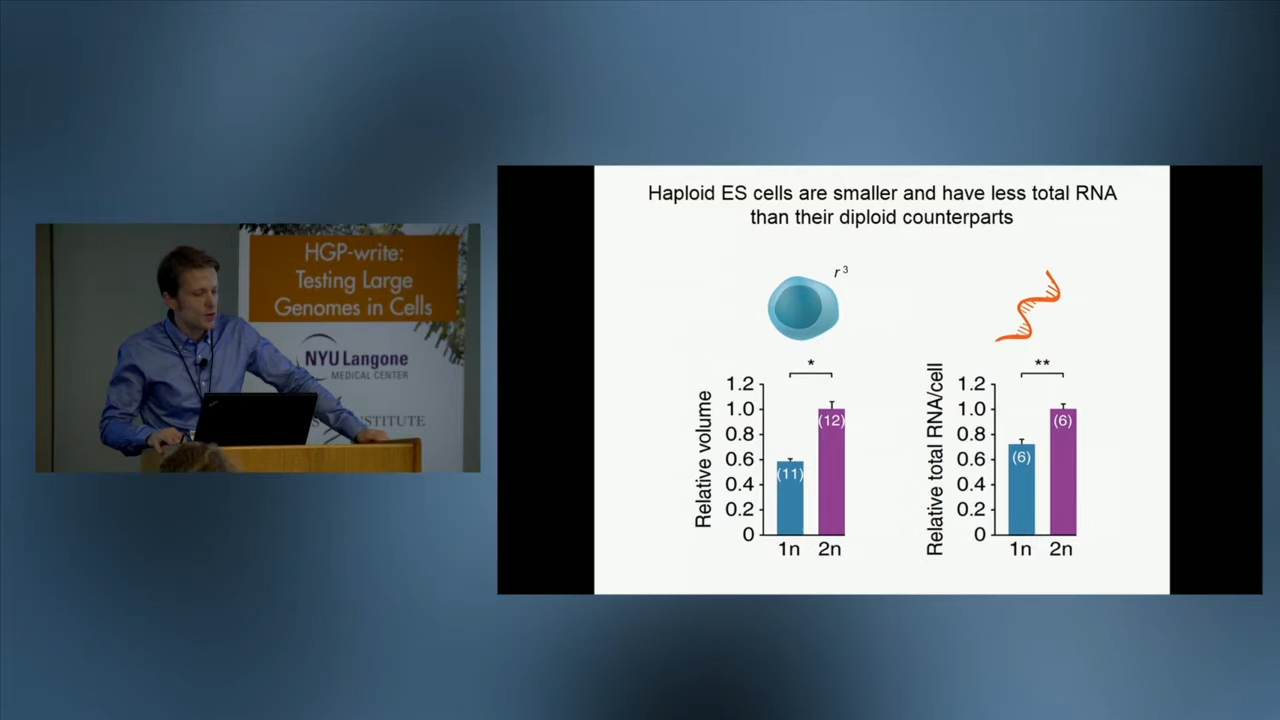 HGP-write:
Testing Large
Genomes in Cells
NYU Langone
MEDICAL CENTER
Haploid ES cells are smaller and have less total RNA
than their diploid counterparts
r³
*
Relative volume
1.2
1.0
0.8
0.6
0.4
0.2
0
(11)
(12)
1n
2n
**
Relative total RNA/cell
1.2
1.0
0.8
0.6
0.4
0.2
0
(6)
(6)
1n
2n